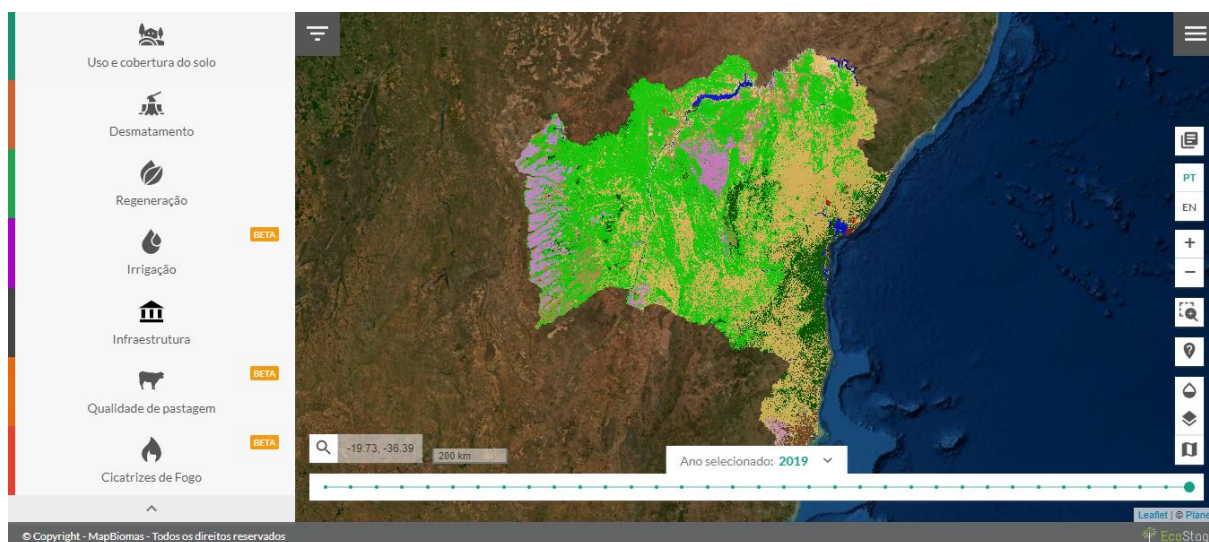 Uso e cobertura do solo
Desmatamento
Regeneração
BETA
Irrigação
Infraestrutura
BETA
Qualidade de pastagem
BETA
Cicatrizes de Fogo
PT
EN
+
−
-19.73, -36.39
200 km
Ano selecionado: 2019
Leaflet | © Plane
© Copyright - MapBiomas - Todos os direitos reservados
EcoStag